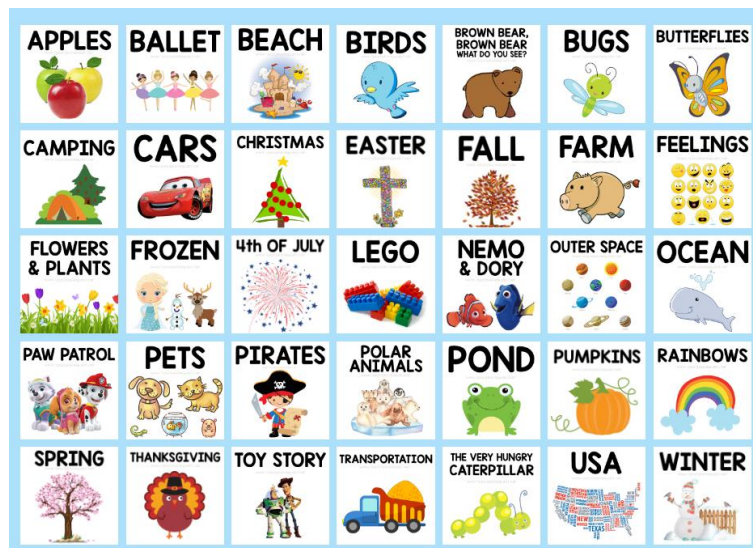 APPLES
BALLET
BEACH
BIRDS
BROWN BEAR,
BROWN BEAR
WHAT DO YOU SEE?
BUGS
BUTTERFLIES
CAMPING
CARS
CHRISTMAS
EASTER
FALL
FARM
FEELINGS
FLOWERS
& PLANTS
FROZEN
4th OF JULY
LEGO
NEMO
& DORY
OUTER SPACE
OCEAN
PAW PATROL
PETS
PIRATES
POLAR
ANIMALS
POND
PUMPKINS
RAINBOWS
SPRING
THANKSGIVING
TOY STORY
TRANSPORTATION
THE VERY HUNGRY
CATERPILLAR
USA
TEXAS
WINTER